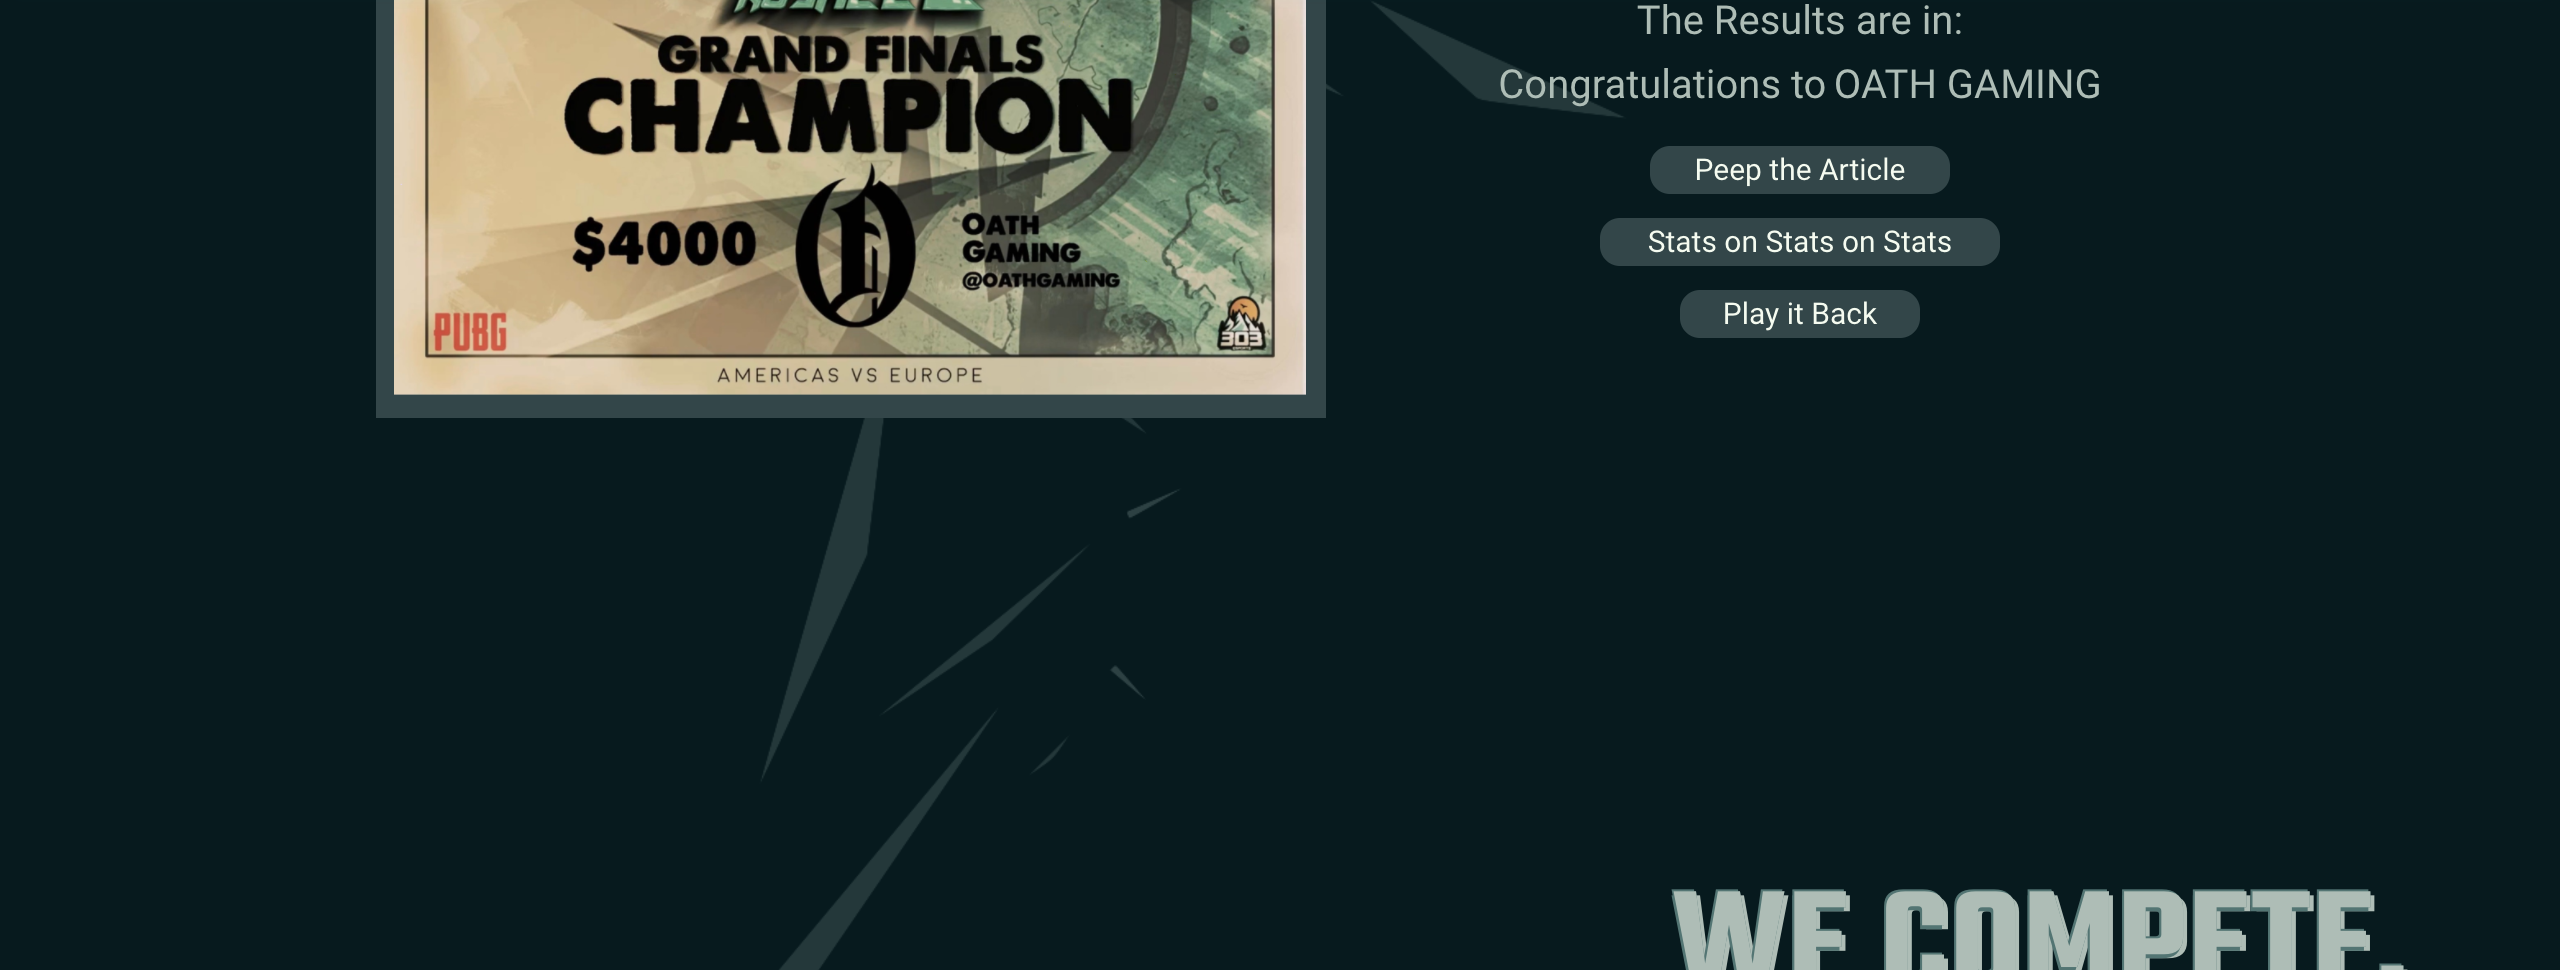 GRAND FINALS
CHAMPION
$4000
OATH
GAMING
@OATHGAMING
PUBG
303
AMERICAS VS EUROPE
The Results are in:
Congratulations to OATH GAMING
Peep the Article
Stats on Stats on Stats
Play it Back
WE COMPETE.